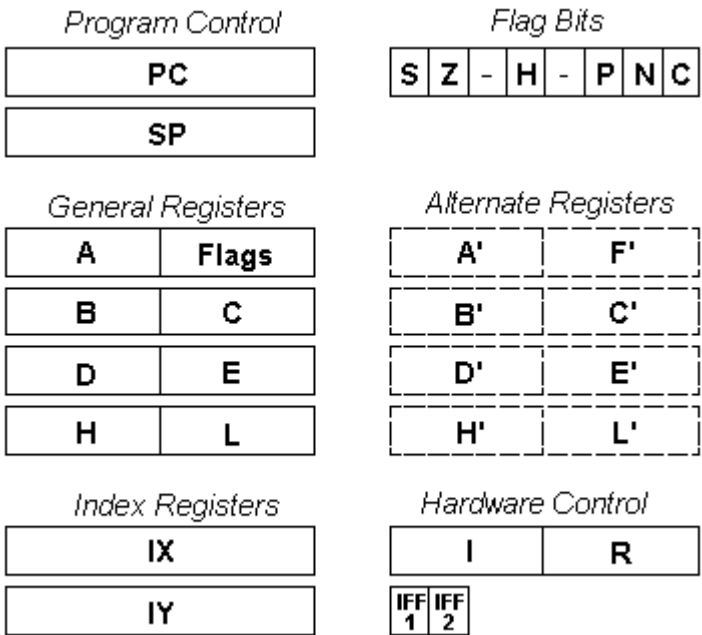 Program Control
PC
SP
Flag Bits
S Z - H - P N C
General Registers
A Flags
B C
D E
H L
Alternate Registers
A' F'
B' C'
D' E'
H' L'
Index Registers
IX
IY
Hardware Control
I R
IFF IFF
1 2